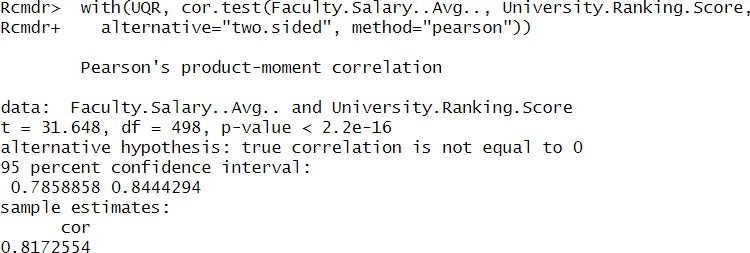 Rcmdr> with(UQR, cor.test(Faculty.Salary..Avg.., University.Ranking.Score,
Rcmdr+ alternative="two.sided", method="pearson"))
Pearson's product-moment correlation
data: Faculty.Salary..Avg.. and University.Ranking.Score
t = 31.648, df = 498, p-value < 2.2e-16
alternative hypothesis: true correlation is not equal to 0
95 percent confidence interval:
0.7858858 0.8444294
sample estimates:
cor
0.8172554